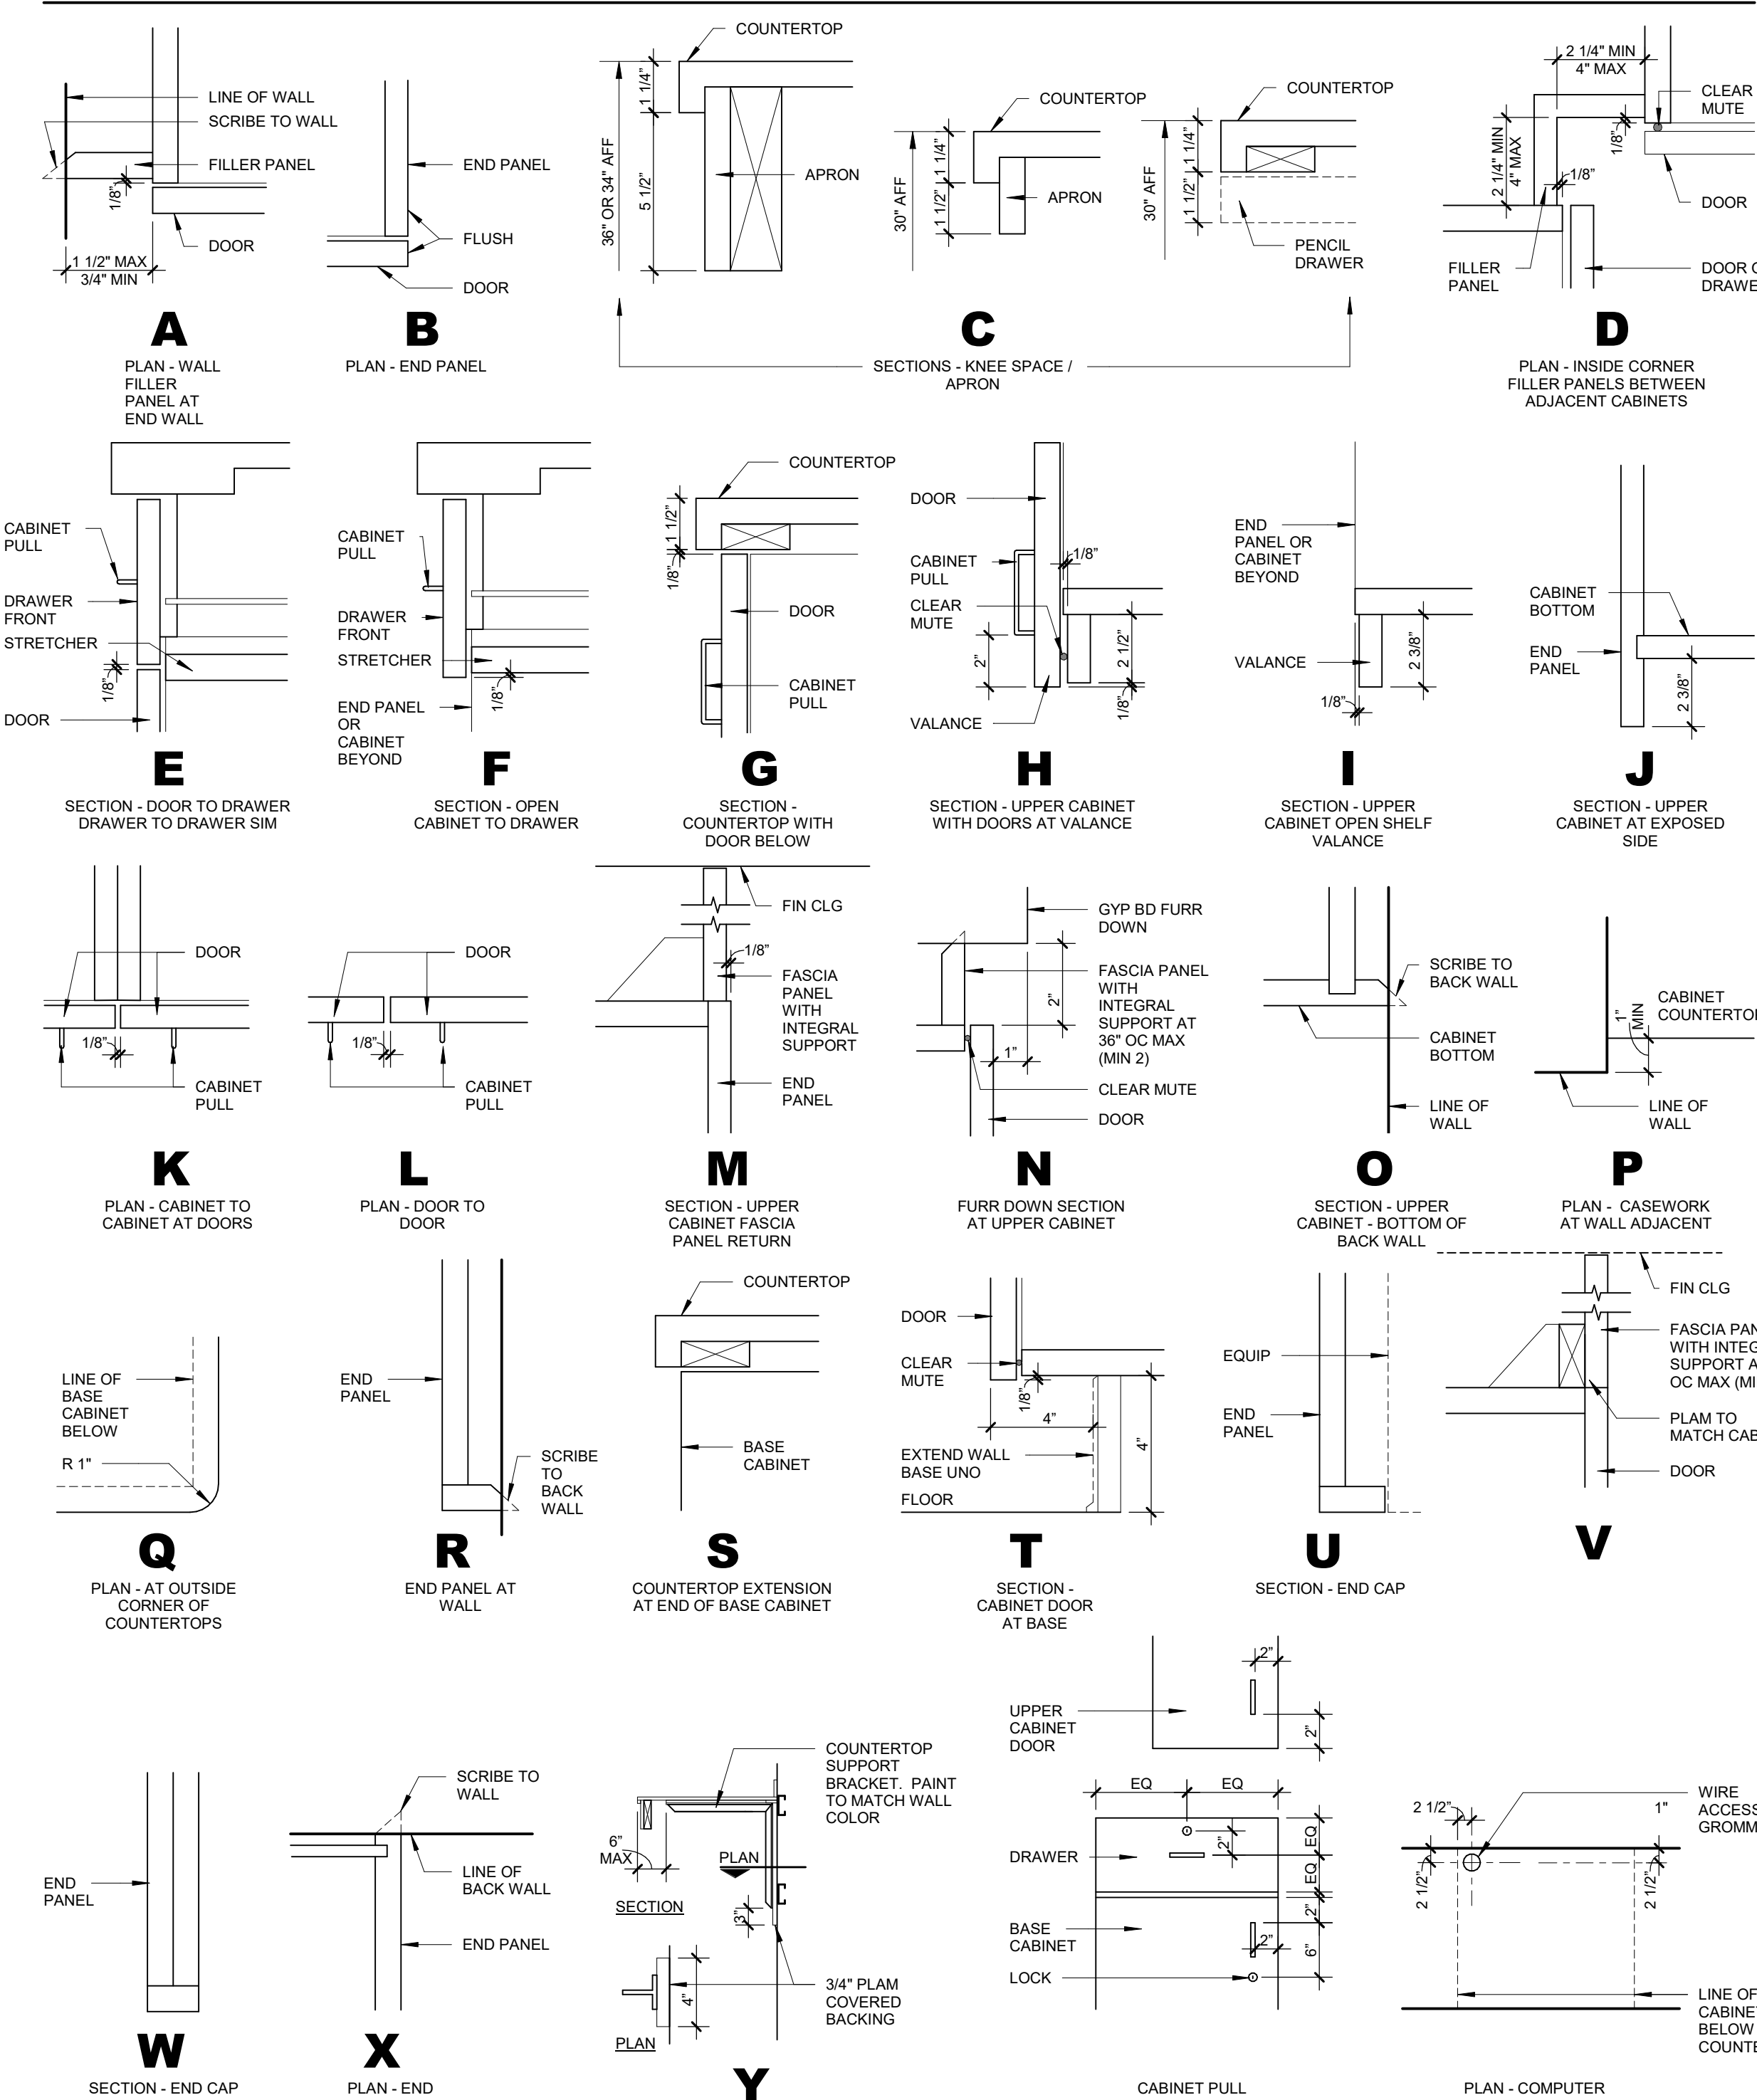 LINE OF WALL
SCRIBE TO WALL
FILLER PANEL
1/8"
DOOR
1 1/2" MAX
3/4" MIN
A
PLAN - WALL
FILLER
PANEL AT
END WALL
END PANEL
FLUSH
DOOR
B
PLAN - END PANEL
COUNTERTOP
36" OR 34" AFF
1 1/4"
5 1/2"
APRON
COUNTERTOP
30" AFF
1 1/4"
1 1/2"
APRON
COUNTERTOP
30" AFF
1 1/4"
1 1/2"
PENCIL
DRAWER
C
SECTIONS - KNEE SPACE /
APRON
2 1/4" MIN
4" MAX
CLEAR
MUTE
1/8"
2 1/4" MIN
4" MAX
1/8"
DOOR
FILLER
PANEL
DOOR
DRAWE
D
PLAN - INSIDE CORNER
FILLER PANELS BETWEEN
ADJACENT CABINETS
CABINET
PULL
DRAWER
FRONT
STRETCHER
1/8"
DOOR
E
SECTION - DOOR TO DRAWER
DRAWER TO DRAWER SIM
CABINET
PULL
DRAWER
FRONT
STRETCHER
1/8"
END PANEL
OR
CABINET
BEYOND
F
SECTION - OPEN
CABINET TO DRAWER
COUNTERTOP
1 1/2"
1/8"
DOOR
CABINET
PULL
G
SECTION -
COUNTERTOP WITH
DOOR BELOW
DOOR
CABINET
PULL
CLEAR
MUTE
1/8"
2"
2 1/2"
1/8"
VALANCE
H
SECTION - UPPER CABINET
WITH DOORS AT VALANCE
END
PANEL OR
CABINET
BEYOND
VALANCE
2 3/8"
1/8"
I
SECTION - UPPER
CABINET OPEN SHELF
VALANCE
CABINET
BOTTOM
END
PANEL
2 3/8"
J
SECTION - UPPER
CABINET AT EXPOSED
SIDE
DOOR
1/8"
CABINET
PULL
K
PLAN - CABINET TO
CABINET AT DOORS
DOOR
1/8"
CABINET
PULL
L
PLAN - DOOR TO
DOOR
FIN CLG
1/8"
FASCIA
PANEL
WITH
INTEGRAL
SUPPORT
END
PANEL
M
SECTION - UPPER
CABINET FASCIA
PANEL RETURN
GYP BD FURR
DOWN
FASCIA PANEL
WITH
INTEGRAL
SUPPORT AT
36" OC MAX
(MIN 2)
2"
1"
CLEAR MUTE
DOOR
N
FURR DOWN SECTION
AT UPPER CABINET
SCRIBE TO
BACK WALL
CABINET
BOTTOM
LINE OF
WALL
O
SECTION - UPPER
CABINET - BOTTOM OF
BACK WALL
1"
MIN
CABINET
COUNTERTO
LINE OF
WALL
P
PLAN - CASEWORK
AT WALL ADJACENT
LINE OF
BASE
CABINET
BELOW
R 1"
Q
PLAN - AT OUTSIDE
CORNER OF
COUNTERTOPS
END
PANEL
SCRIBE
TO
BACK
WALL
R
END PANEL AT
WALL
COUNTERTOP
BASE
CABINET
S
COUNTERTOP EXTENSION
AT END OF BASE CABINET
DOOR
CLEAR
MUTE
1/8"
4"
4"
EXTEND WALL
BASE UNO
FLOOR
T
SECTION -
CABINET DOOR
AT BASE
EQUIP
END
PANEL
U
SECTION - END CAP
FIN CLG
FASCIA PAN
WITH INTEG
SUPPORT A
OC MAX (MI
PLAM TO
MATCH CAB
DOOR
V
END
PANEL
W
SECTION - END CAP
SCRIBE TO
WALL
LINE OF
BACK WALL
END PANEL
X
PLAN - END
COUNTERTOP
SUPPORT
BRACKET. PAINT
TO MATCH WALL
COLOR
6"
MAX
PLAN
SECTION
3"
4"
3/4" PLAM
COVERED
BACKING
PLAN
Y
2"
UPPER
CABINET
DOOR
2"
EQ EQ
2"
EQ
DRAWER
EQ
2"
BASE
CABINET
2"
6"
LOCK
CABINET PULL
2 1/2"
1"
WIRE
ACCESS
GROMM
2 1/2"
2 1/2"
LINE OF
CABINE
BELOW
COUNTE
PLAN - COMPUTER